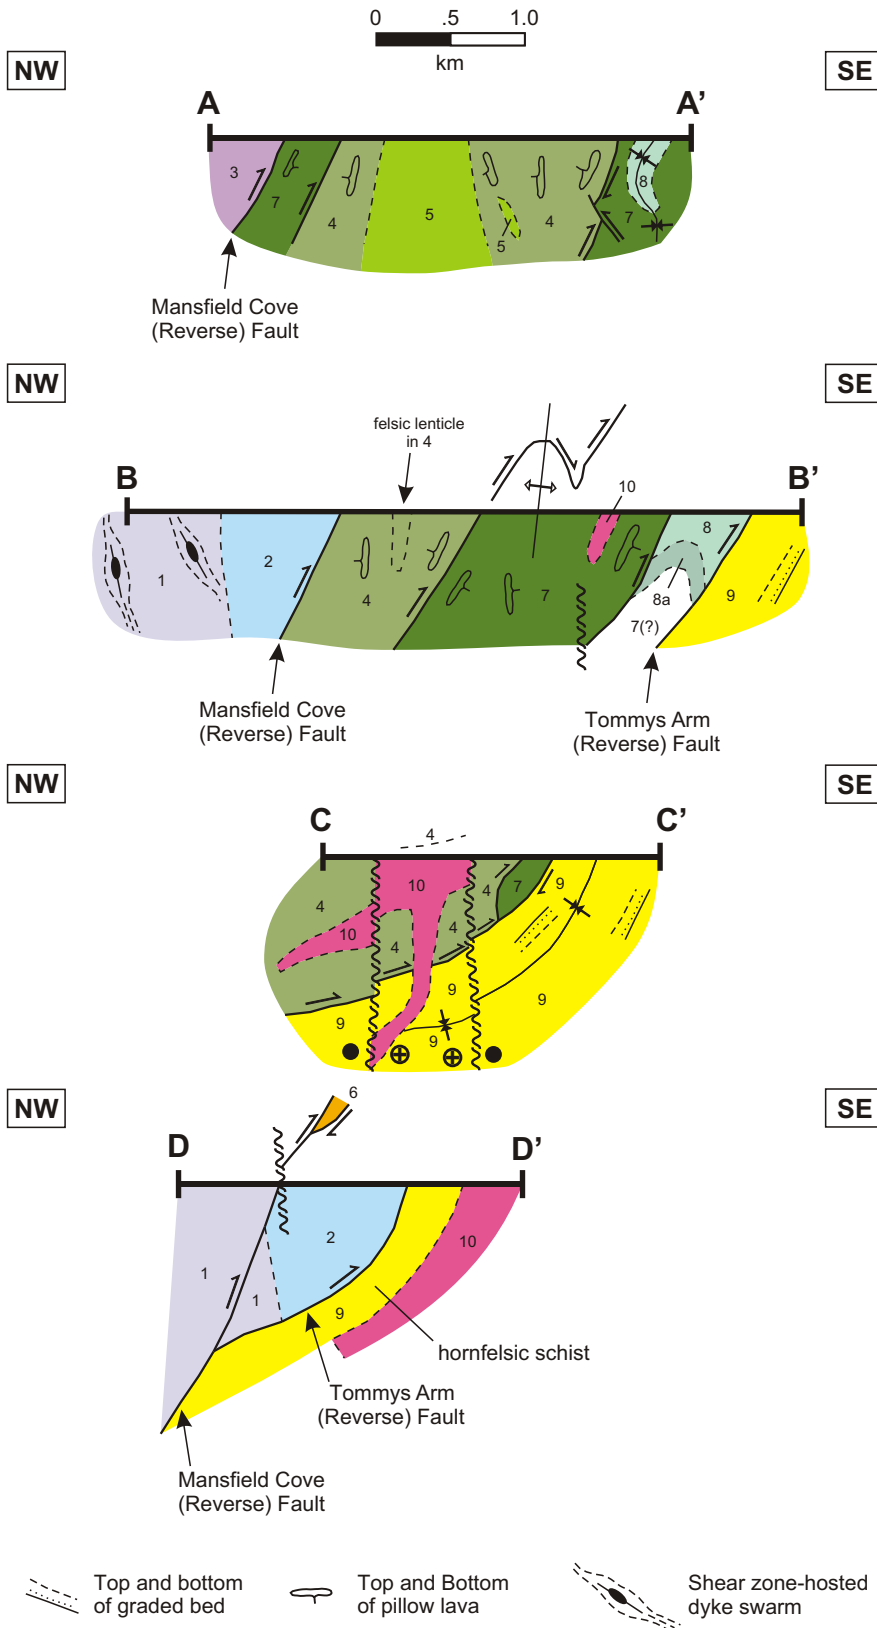 0 .5 1.0
km
NW SE
A A’
3 7 4 5 4 5 7 8
Mansfield Cove
(Reverse) Fault
NW SE
felsic lenticle
in 4
B B’
10
1 2 4 7 8 8a 7(?) 9
Mansfield Cove
(Reverse) Fault
Tommys Arm
(Reverse) Fault
NW SE
C C’
4
4 10 4 7 9
10 4 4
9 9 9
9
NW SE
6
D D’
1 2 10
1 9
hornfelsic schist
Tommys Arm
(Reverse) Fault
Mansfield Cove
(Reverse) Fault
Top and bottom
of graded bed
Top and Bottom
of pillow lava
Shear zone-hosted
dyke swarm